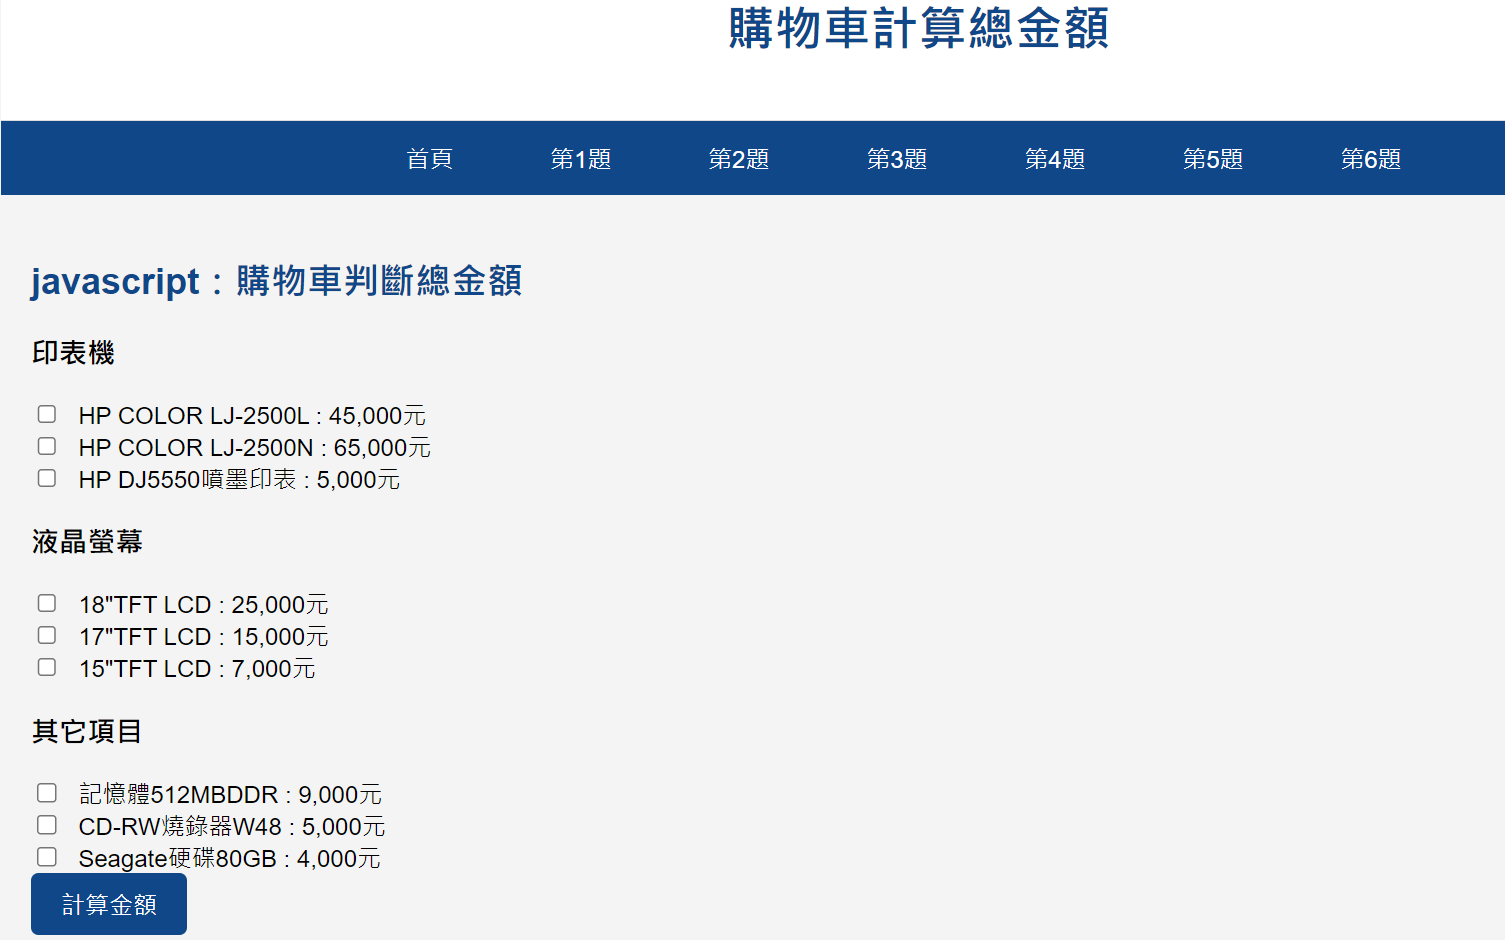 購物車計算總金額
首頁 第1題 第2題 第3題 第4題 第5題 第6題
javascript：購物車判斷總金額
印表機
HP COLOR LJ-2500L : 45,000元
HP COLOR LJ-2500N : 65,000元
HP DJ5550噴墨印表 : 5,000元
液晶螢幕
18"TFT LCD : 25,000元
17"TFT LCD : 15,000元
15"TFT LCD : 7,000元
其它項目
記憶體512MBDDR : 9,000元
CD-RW燒錄器W48 : 5,000元
Seagate硬碟80GB : 4,000元
計算金額